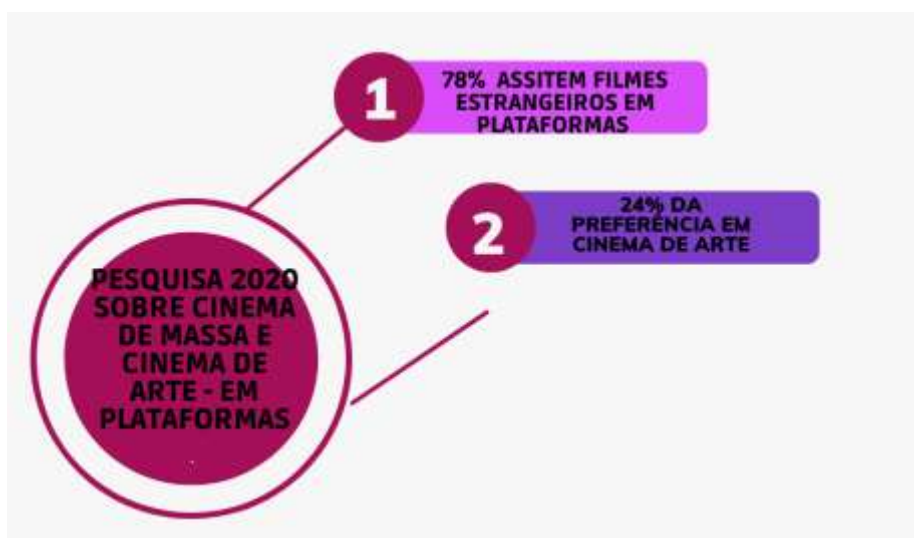 1
78% ASSITEM FILMES
ESTRANGEIROS EM
PLATAFORMAS
2
24% DA
PREFERÊNCIA EM
CINEMA DE ARTE
PESQUISA 2020
SOBRE CINEMA
DE MASSA E
CINEMA DE
ARTE - EM
PLATAFORMAS